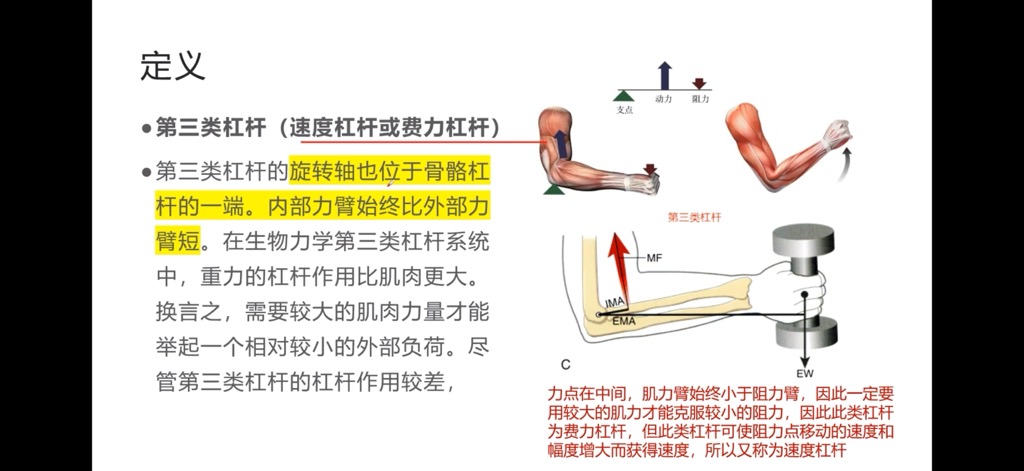 定义
●第三类杠杆（速度杠杆或费力杠杆）
●第三类杠杆的旋转轴也位于骨骼杠
杆的一端。内部力臂始终比外部力
臂短。在生物力学第三类杠杆系统
中，重力的杠杆作用比肌肉更大。
换言之，需要较大的肌肉力量才能
举起一个相对较小的外部负荷。尽
管第三类杠杆的杠杆作用较差，
支点 动力 阻力
第三类杠杆
MF
IMA
EMA
EW
C
力点在中间，肌力臂始终小于阻力臂，因此一定要
用较大的肌力才能克服较小的阻力，因此此类杠杆
为费力杠杆，但此类杠杆可使阻力点移动的速度和
幅度增大而获得速度，所以又称为速度杠杆